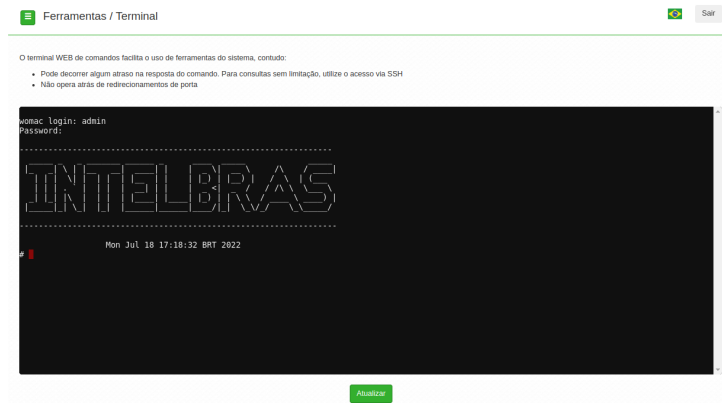 Ferramentas / Terminal
Sair
O terminal WEB de comandos facilita o uso de ferramentas do sistema, contudo:
Pode decorrer algum atraso na resposta do comando. Para consultas sem limitação, utilize o acesso via SSH
Não opera atrás de redirecionamentos de porta
womac login: admin
Password:
INTELBRAS
Mon Jul 18 17:18:32 BRT 2022
#
Atualizar